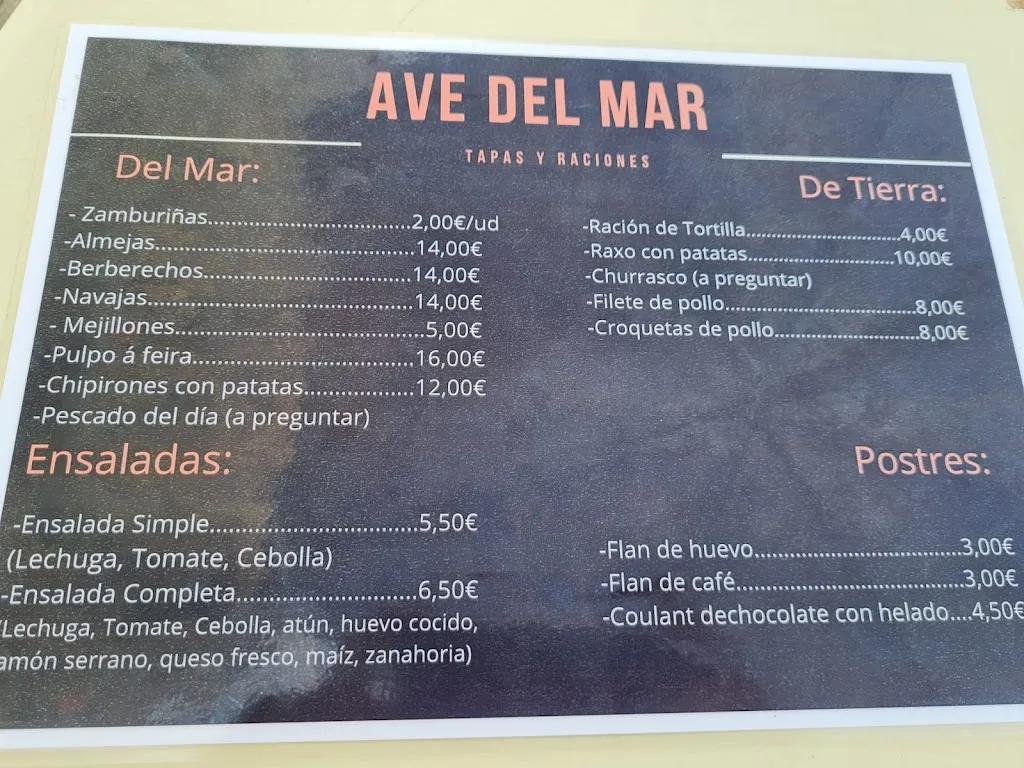 AVE DEL MAR
TAPAS Y RACIONES
Del Mar:
- Zamburiñas..................................2,00€/ud
-Almejas...........................................14,00€
-Berberechos...................................14,00€
-Navajas............................................14,00€
- Mejillones.........................................5,00€
-Pulpo á feira.....................................16,00€
-Chipirones con patatas..................12,00€
-Pescado del día (a preguntar)
De Tierra:
-Ración de Tortilla...............................4,00€
-Raxo con patatas.............................10,00€
-Churrasco (a preguntar)
-Filete de pollo.......................................8,00€
-Croquetas de pollo.............................8,00€
Ensaladas:
-Ensalada Simple................................5,50€
(Lechuga, Tomate, Cebolla)
-Ensalada Completa............................6,50€
(Lechuga, Tomate, Cebolla, atún, huevo cocido,
amón serrano, queso fresco, maíz, zanahoria)
Postres:
-Flan de huevo.....................................3,00€
-Flan de café.........................................3,00€
-Coulant dechocolate con helado....4,50€